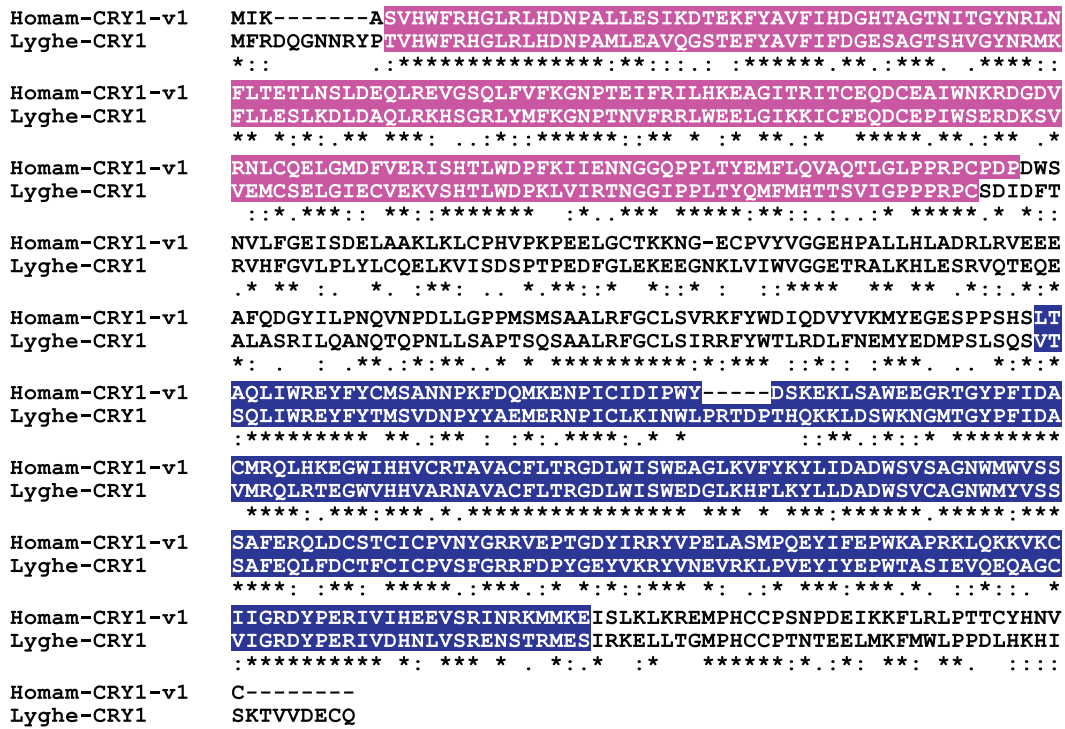 Homam-CRY1-v1 MIK-------ASVHWFRHGLRLHDNPALLESIKDTEKFYAVFIHDGHTAGTNITGYNRLN
Lyghe-CRY1 MFRDQGNNRYPTVHWFRHGLRLHDNPAMLEAVQGSTEFYAVFIFDGESAGTSHVGYNRMK
*:: .:****************:**:::.: :******.**.:***. .****::
Homam-CRY1-v1 FLTETLNSLDEQLREVGSQLFVFKGNPTEIFRILHKEAGITRITCEQDCEAIWNKRDGDV
Lyghe-CRY1 FLLESLKDLDAQLRKHSGRLYMFKGNPTNVFRRLWEELGIKKICFEQDCEPIWSERDKSV
** *:*:.** ***: ..:*::******::** * :* **.:* *****.**.:** .*
Homam-CRY1-v1 RNLCQELGMDFVERISHTLWDPFKIIENNGGQPPLTYEMFLQVAQTLGLPPRPCPDPDWS
Lyghe-CRY1 VEMCSELGIECVEKVSHTLWDPKLVIRTNGGIPPLTYQMFMHTTSVIGPPPRPCSDIDFT
::*.***:: **::******* :*..*** *****:**::.:..:* *****.* *::
Homam-CRY1-v1 NVLFGEISDELAAKLKLCPHVPKPEELGCTKKNG-ECPVYVGGEHPALLHLADRLRVEEE
Lyghe-CRY1 RVHFGVLPLYLCQELKVISDSPTPEDFGLEKEEGNKLVIWVGGETRALKHLESRVQTEQE
.* ** :. *. :**: .. *.**::* *::* : ::**** ** ** .*::.*:*
Homam-CRY1-v1 AFQDGYILPNQVNPDLLGPPMSMSAALRFGCLSVRKFYWDIQDVYVKMYEGESPPSHSLT
Lyghe-CRY1 ALASRILQANQTQPNLLSAPTSQSAALRFGCLSIRRFYWTLRDLFNEMYEDMPSLSQSVT
*: . : .**.:*:**..* * **********:*:*** ::*:: :***. *:*:*
Homam-CRY1-v1 AQLIWREYFYCMSANNPKFDQMKENPICIDIPWY-----DSKEKLSAWEEGRTGYPFIDA
Lyghe-CRY1 SQLIWREYFYTMSVDNPYYAEMERNPICLKINWLPRTDPTHQKKLDSWKNGMTGYPFIDA
:********* **.:** : :*:.****:.* * ::**.:*::* ********
Homam-CRY1-v1 CMRQLHKEGWIHHVCRTAVACFLTRGDLWISWEAGLKVFYKYLIDADWSVSAGNWMWVSS
Lyghe-CRY1 VMRQLRTEGWVHHVARNAVACFLTRGDLWISWEDGLKHFLKYLLDADWSVCAGNWMYVSS
****:.***:***.*.**************** *** * ***:******.*****:***
Homam-CRY1-v1 SAFERQLDCSTCICPVNYGRRVEPTGDYIRRYVPELASMPQEYIFEPWKAPRKLQKKVKC
Lyghe-CRY1 SAFEQLFDCTFCICPVSFGRRFDPYGEYVKRYVNEVRKLPVEYIYEPWTASIEVQEQAGC
****: :**: *****.:***.:* *:*::*** *: .:* ***:***.*. ::*::. *
Homam-CRY1-v1 IIGRDYPERIVIHEEVSRINRKMMKEISLKLKREMPHCCPSNPDEIKKFLRLPTTCYHNV
Lyghe-CRY1 VIGRDYPERIVDHNLVSRENSTRMESIRKELLTGMPHCCPTNTEELMKFMWLPPDLHKHI
:********** *: *** * . *:.* :* ******:*.:*: **: **. ::::
Homam-CRY1-v1 C--------
Lyghe-CRY1 SKTVVDECQ